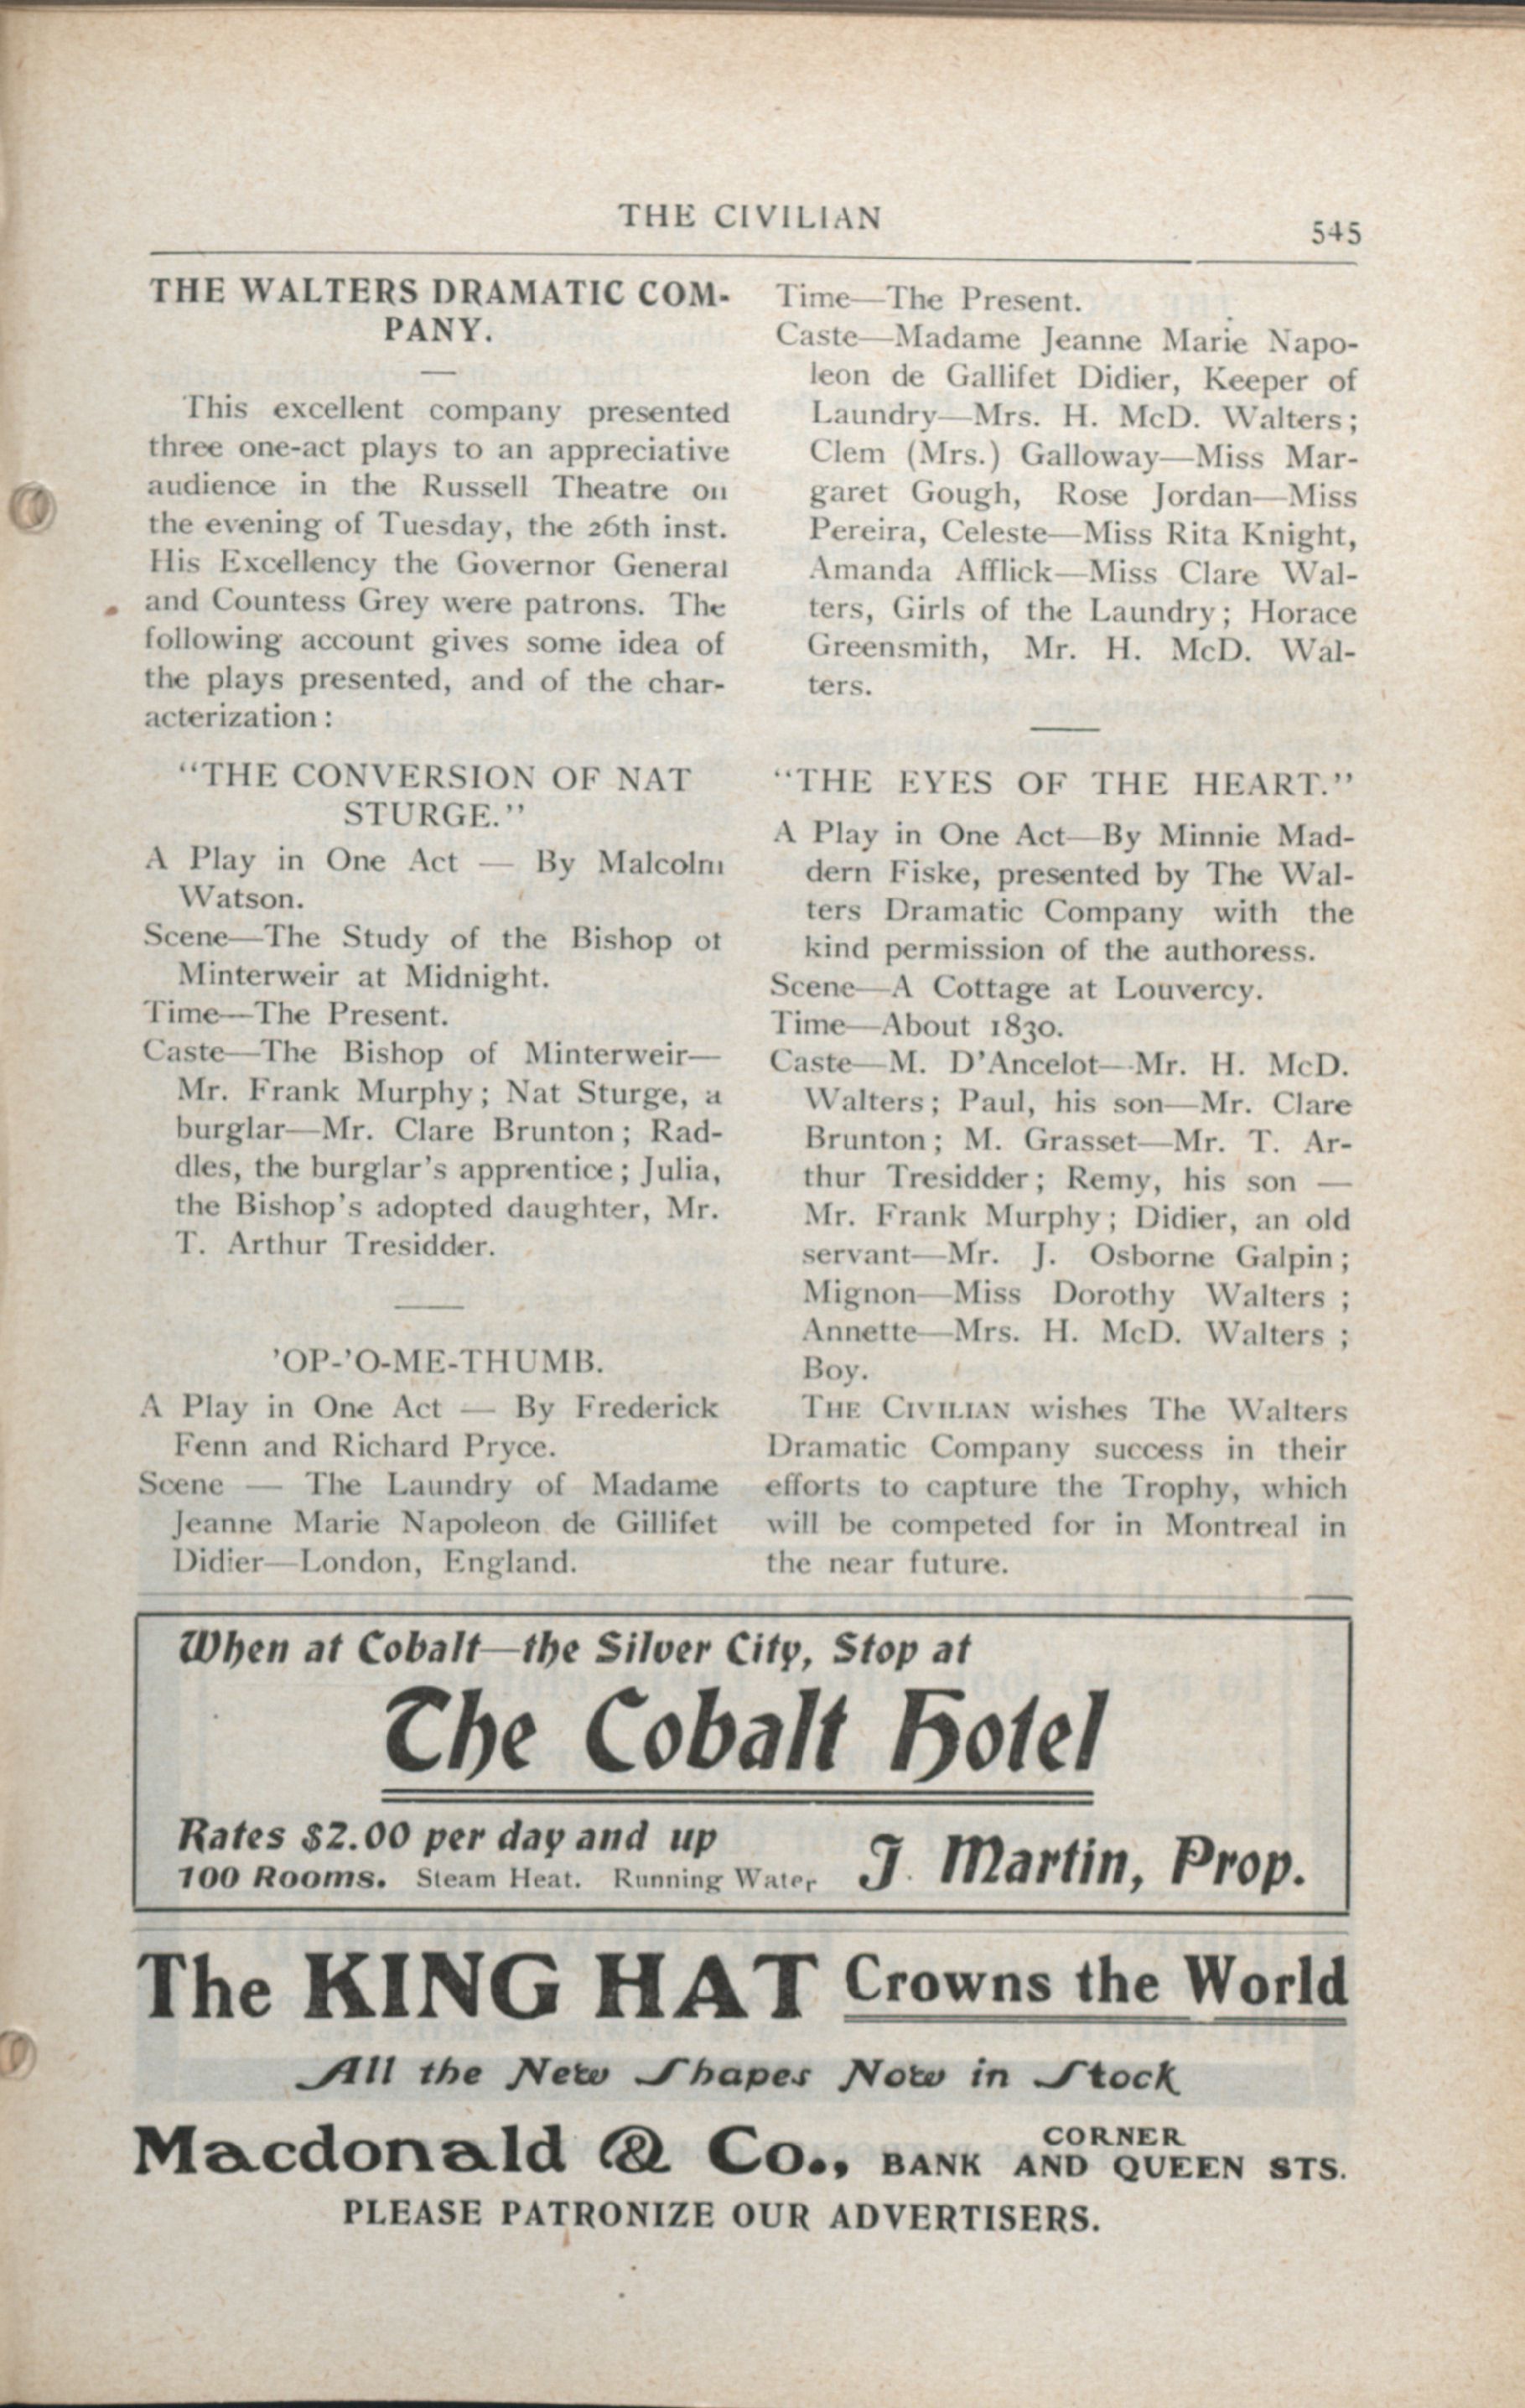 THE CIVILIAN
545
THE WALTERS DRAMATIC COM-
PANY.
This excellent company presented
three one-act plays to an appreciative
audience in the Russell Theatre on
the evening of Tuesday, the 26th inst.
His Excellency the Governor General
and Countess Grey were patrons. The
following account gives some idea of
the plays presented, and of the char-
acterization:
"THE CONVERSION OF NAT
STURGE."
A Play in One Act — By Malcolm
Watson.
Scene—The Study of the Bishop of
Minterweir at Midnight.
Time—The Present.
Caste—The Bishop of Minterweir—
Mr. Frank Murphy; Nat Sturge, a
burglar—Mr. Clare Brunton; Rad-
dles, the burglar's apprentice; Julia,
the Bishop's adopted daughter, Mr.
T. Arthur Tresidder.
'OP-'O-ME-THUMB.
A Play in One Act — By Frederick
Fenn and Richard Pryce.
Scene — The Laundry of Madame
Jeanne Marie Napoleon de Gillifet
Didier—London, England.
Time—The Present.
Caste—Madame Jeanne Marie Napo-
leon de Gallifet Didier, Keeper of
Laundry—Mrs. H. McD. Walters;
Clem (Mrs.) Galloway—Miss Mar-
garet Gough, Rose Jordan—Miss
Pereira, Celeste—Miss Rita Knight,
Amanda Afflick—Miss Clare Wal-
ters, Girls of the Laundry; Horace
Greensmith, Mr. H. McD. Wal-
ters.
"THE EYES OF THE HEART."
A Play in One Act—By Minnie Mad-
dern Fiske, presented by The Wal-
ters Dramatic Company with the
kind permission of the authoress.
Scene—A Cottage at Louvercy.
Time—About 1830.
Caste—M. D'Ancelot—Mr. H. McD.
Walters; Paul, his son—Mr. Clare
Brunton; M. Grasset—Mr. T. Ar-
thur Tresidder; Remy, his son —
Mr. Frank Murphy; Didier, an old
servant—Mr. J. Osborne Galpin;
Mignon—Miss Dorothy Walters ;
Annette—Mrs. H. McD. Walters ;
Boy.
THE CIVILIAN wishes The Walters
Dramatic Company success in their
efforts to capture the Trophy, which
will be competed for in Montreal in
the near future.
When at Cobalt—the Silver City, Stop at
The Cobalt Hotel
Rates $2.00 per day and up
100 Rooms. Steam Heat. Running Water
J. Martin, Prop.
The KING HAT Crowns the World
All the New Shapes Now in Stock
Macdonald & Co., BANK AND QUEEN STS.
CORNER
PLEASE PATRONIZE OUR ADVERTISERS.